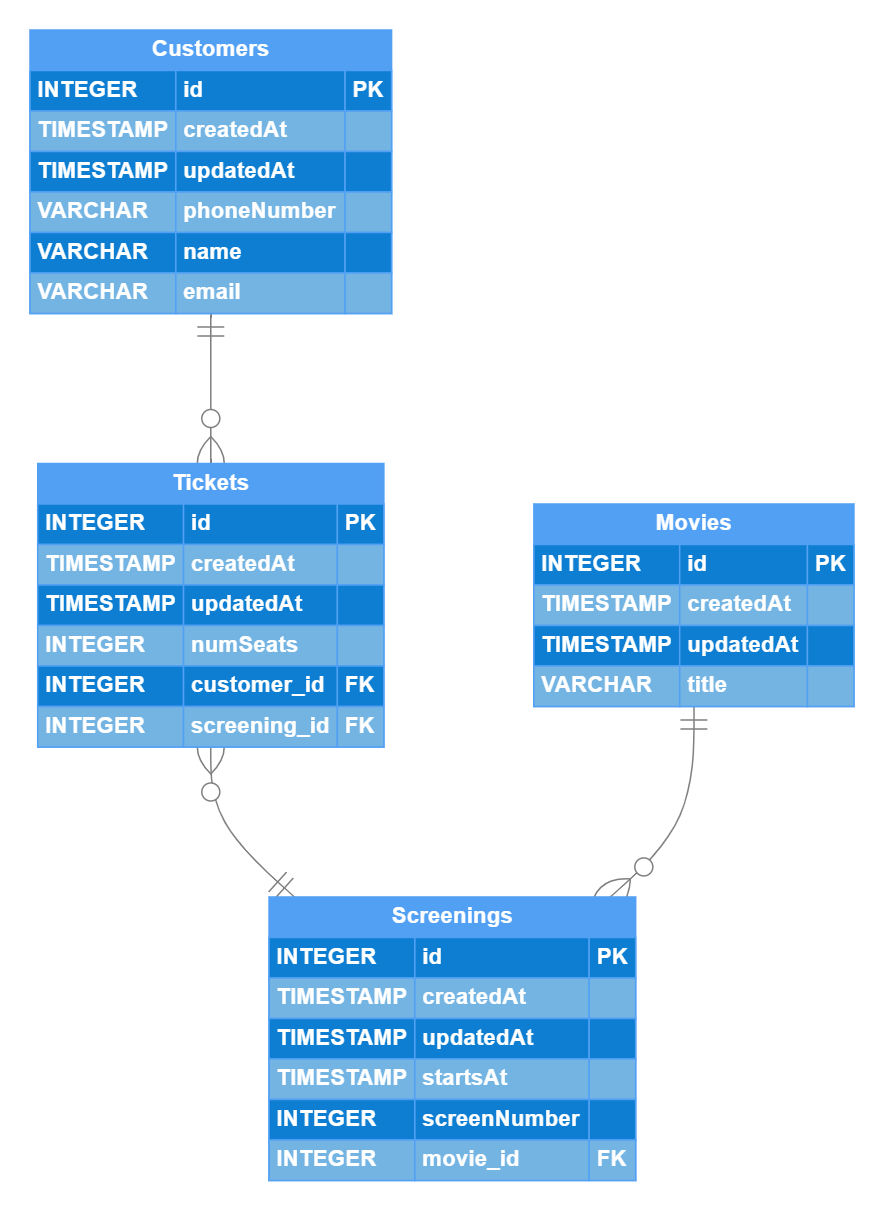 Customers
INTEGER id PK
TIMESTAMP createdAt
TIMESTAMP updatedAt
VARCHAR phoneNumber
VARCHAR name
VARCHAR email
Tickets
INTEGER id PK
TIMESTAMP createdAt
TIMESTAMP updatedAt
INTEGER numSeats
INTEGER customer_id FK
INTEGER screening_id FK
Movies
INTEGER id PK
TIMESTAMP createdAt
TIMESTAMP updatedAt
VARCHAR title
Screenings
INTEGER id PK
TIMESTAMP createdAt
TIMESTAMP updatedAt
TIMESTAMP startsAt
INTEGER screenNumber
INTEGER movie_id FK